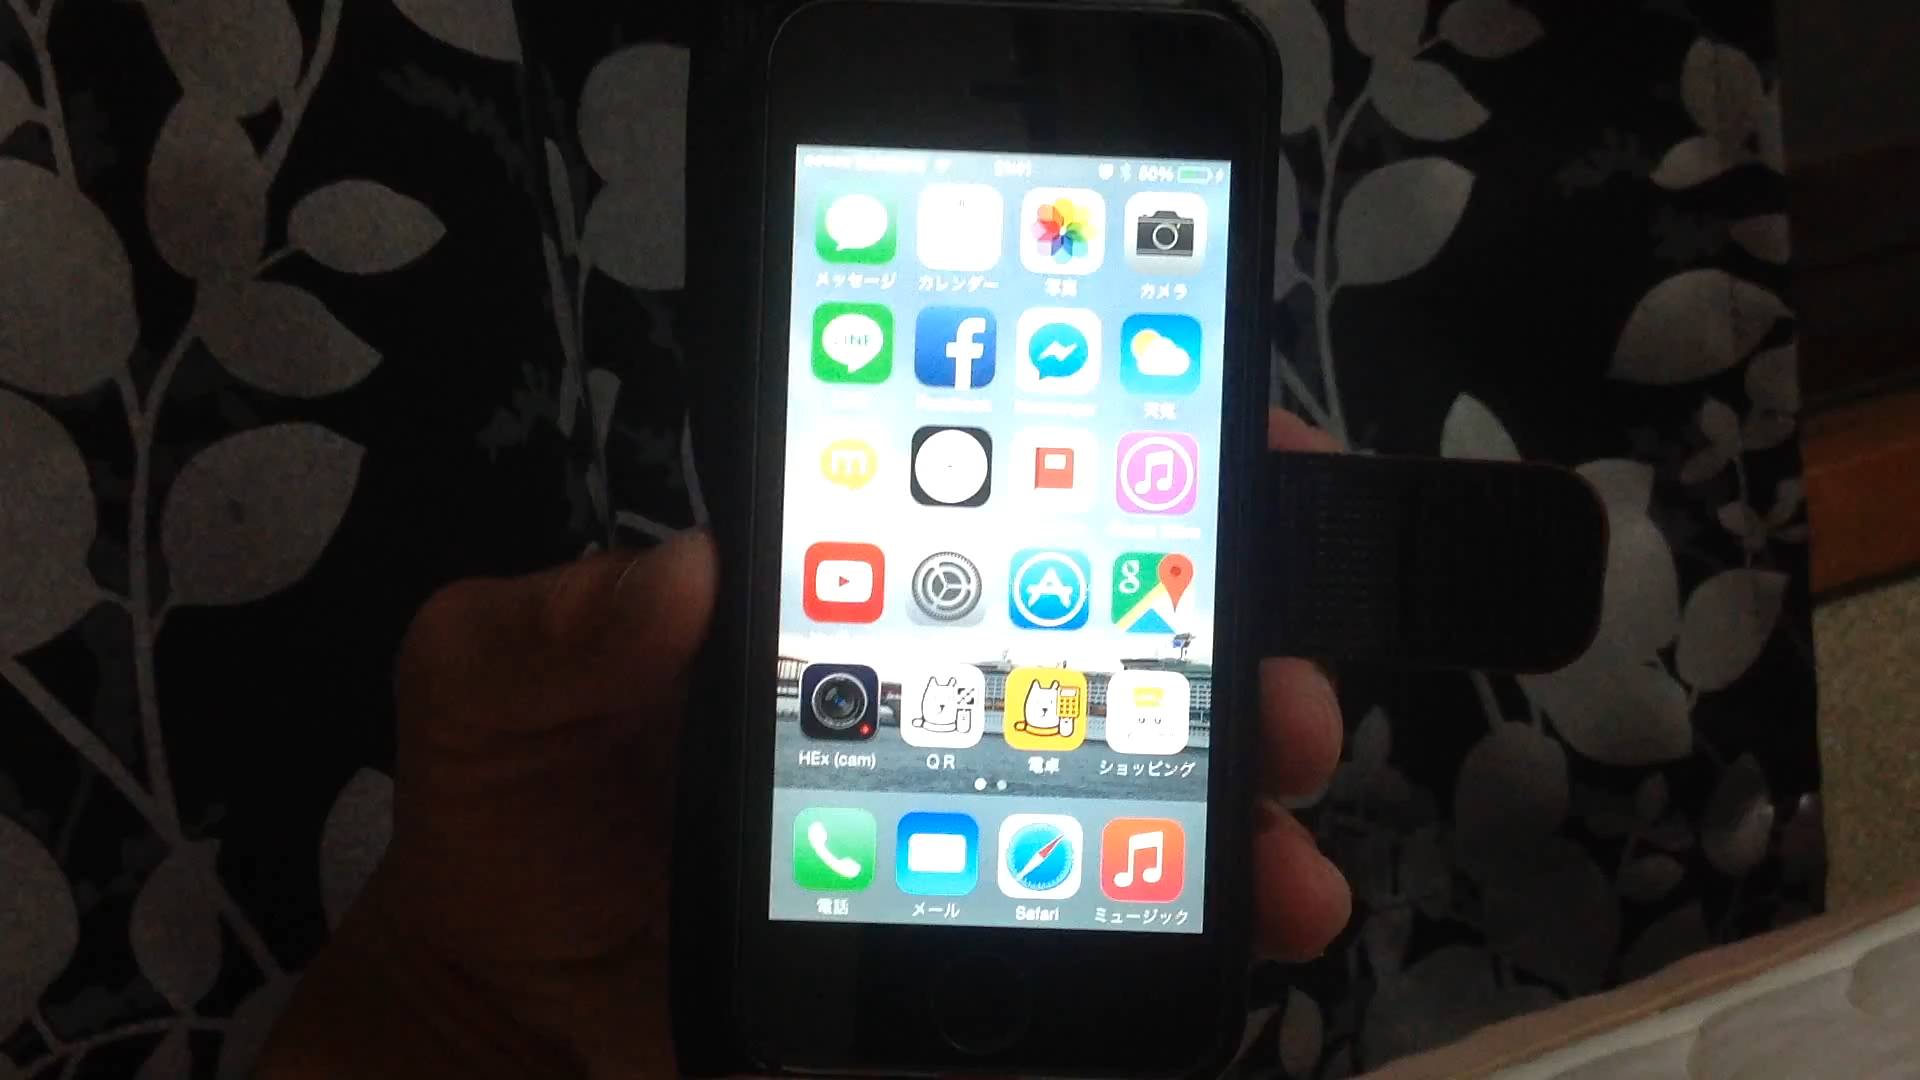 60%
メッセージ カレンダー 写真 カメラ
LINE
天気
m
g
HEx (cam) QR 電卓 ショッピング
電話 メール Safari ミュージック